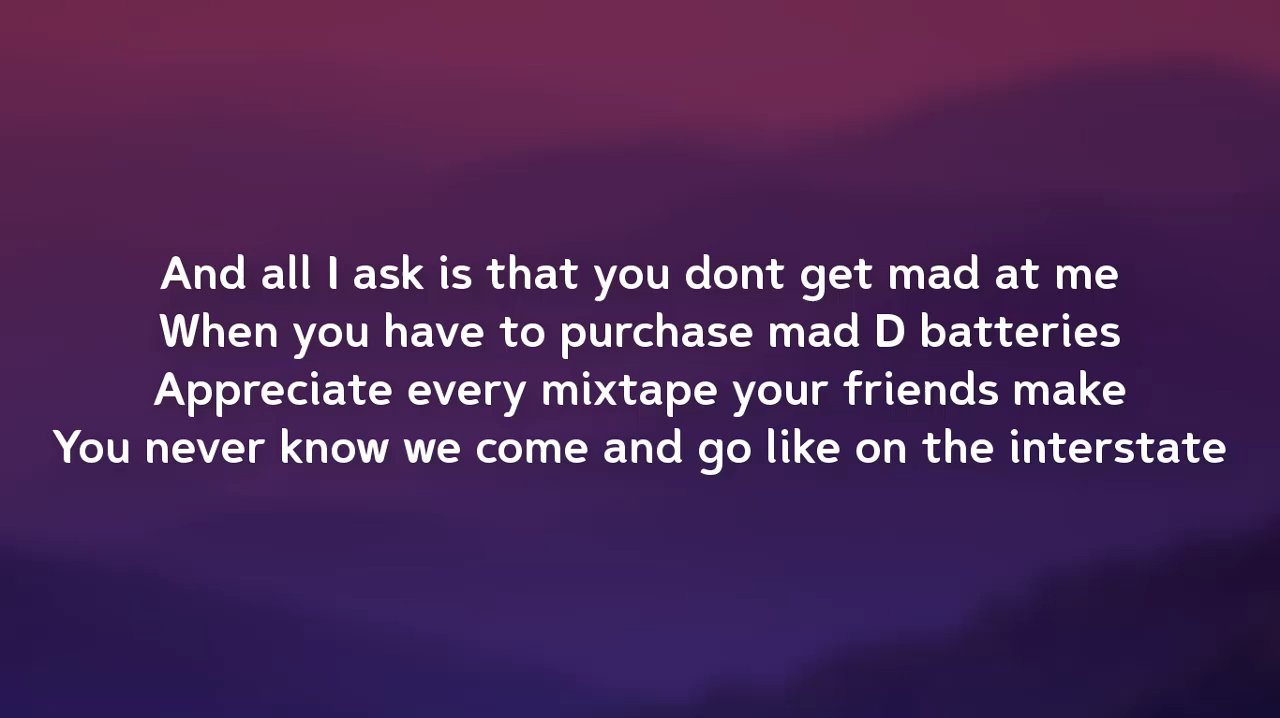 And all I ask is that you dont get mad at me
When you have to purchase mad D batteries
Appreciate every mixtape your friends make
You never know we come and go like on the interstate